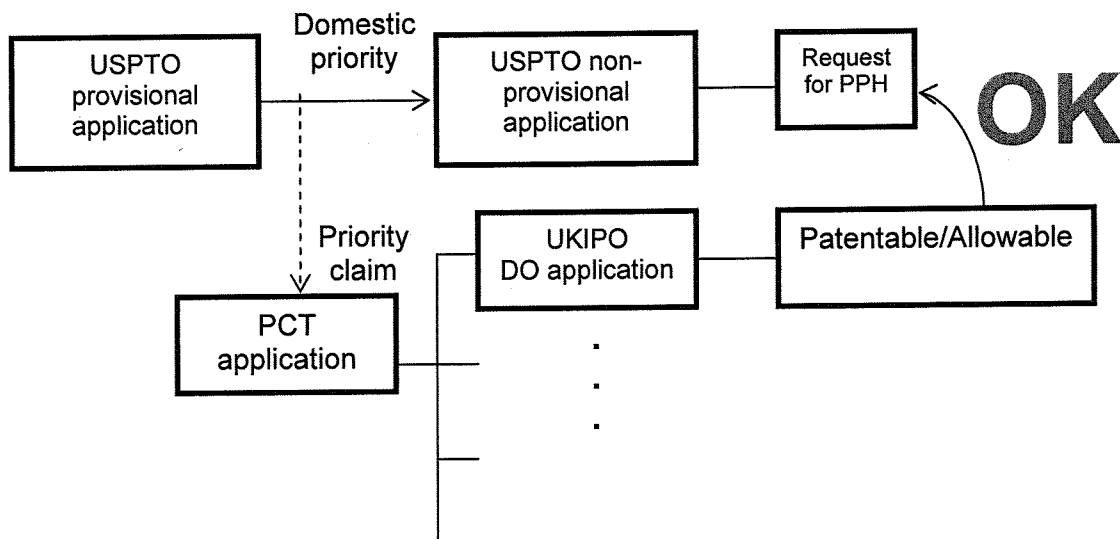 Domestic
priority
USPTO
provisional
application
USPTO non-
provisional
application
Request
for PPH
OK
Priority
claim
PCT
application
UKIPO
DO application
Patentable/Allowable